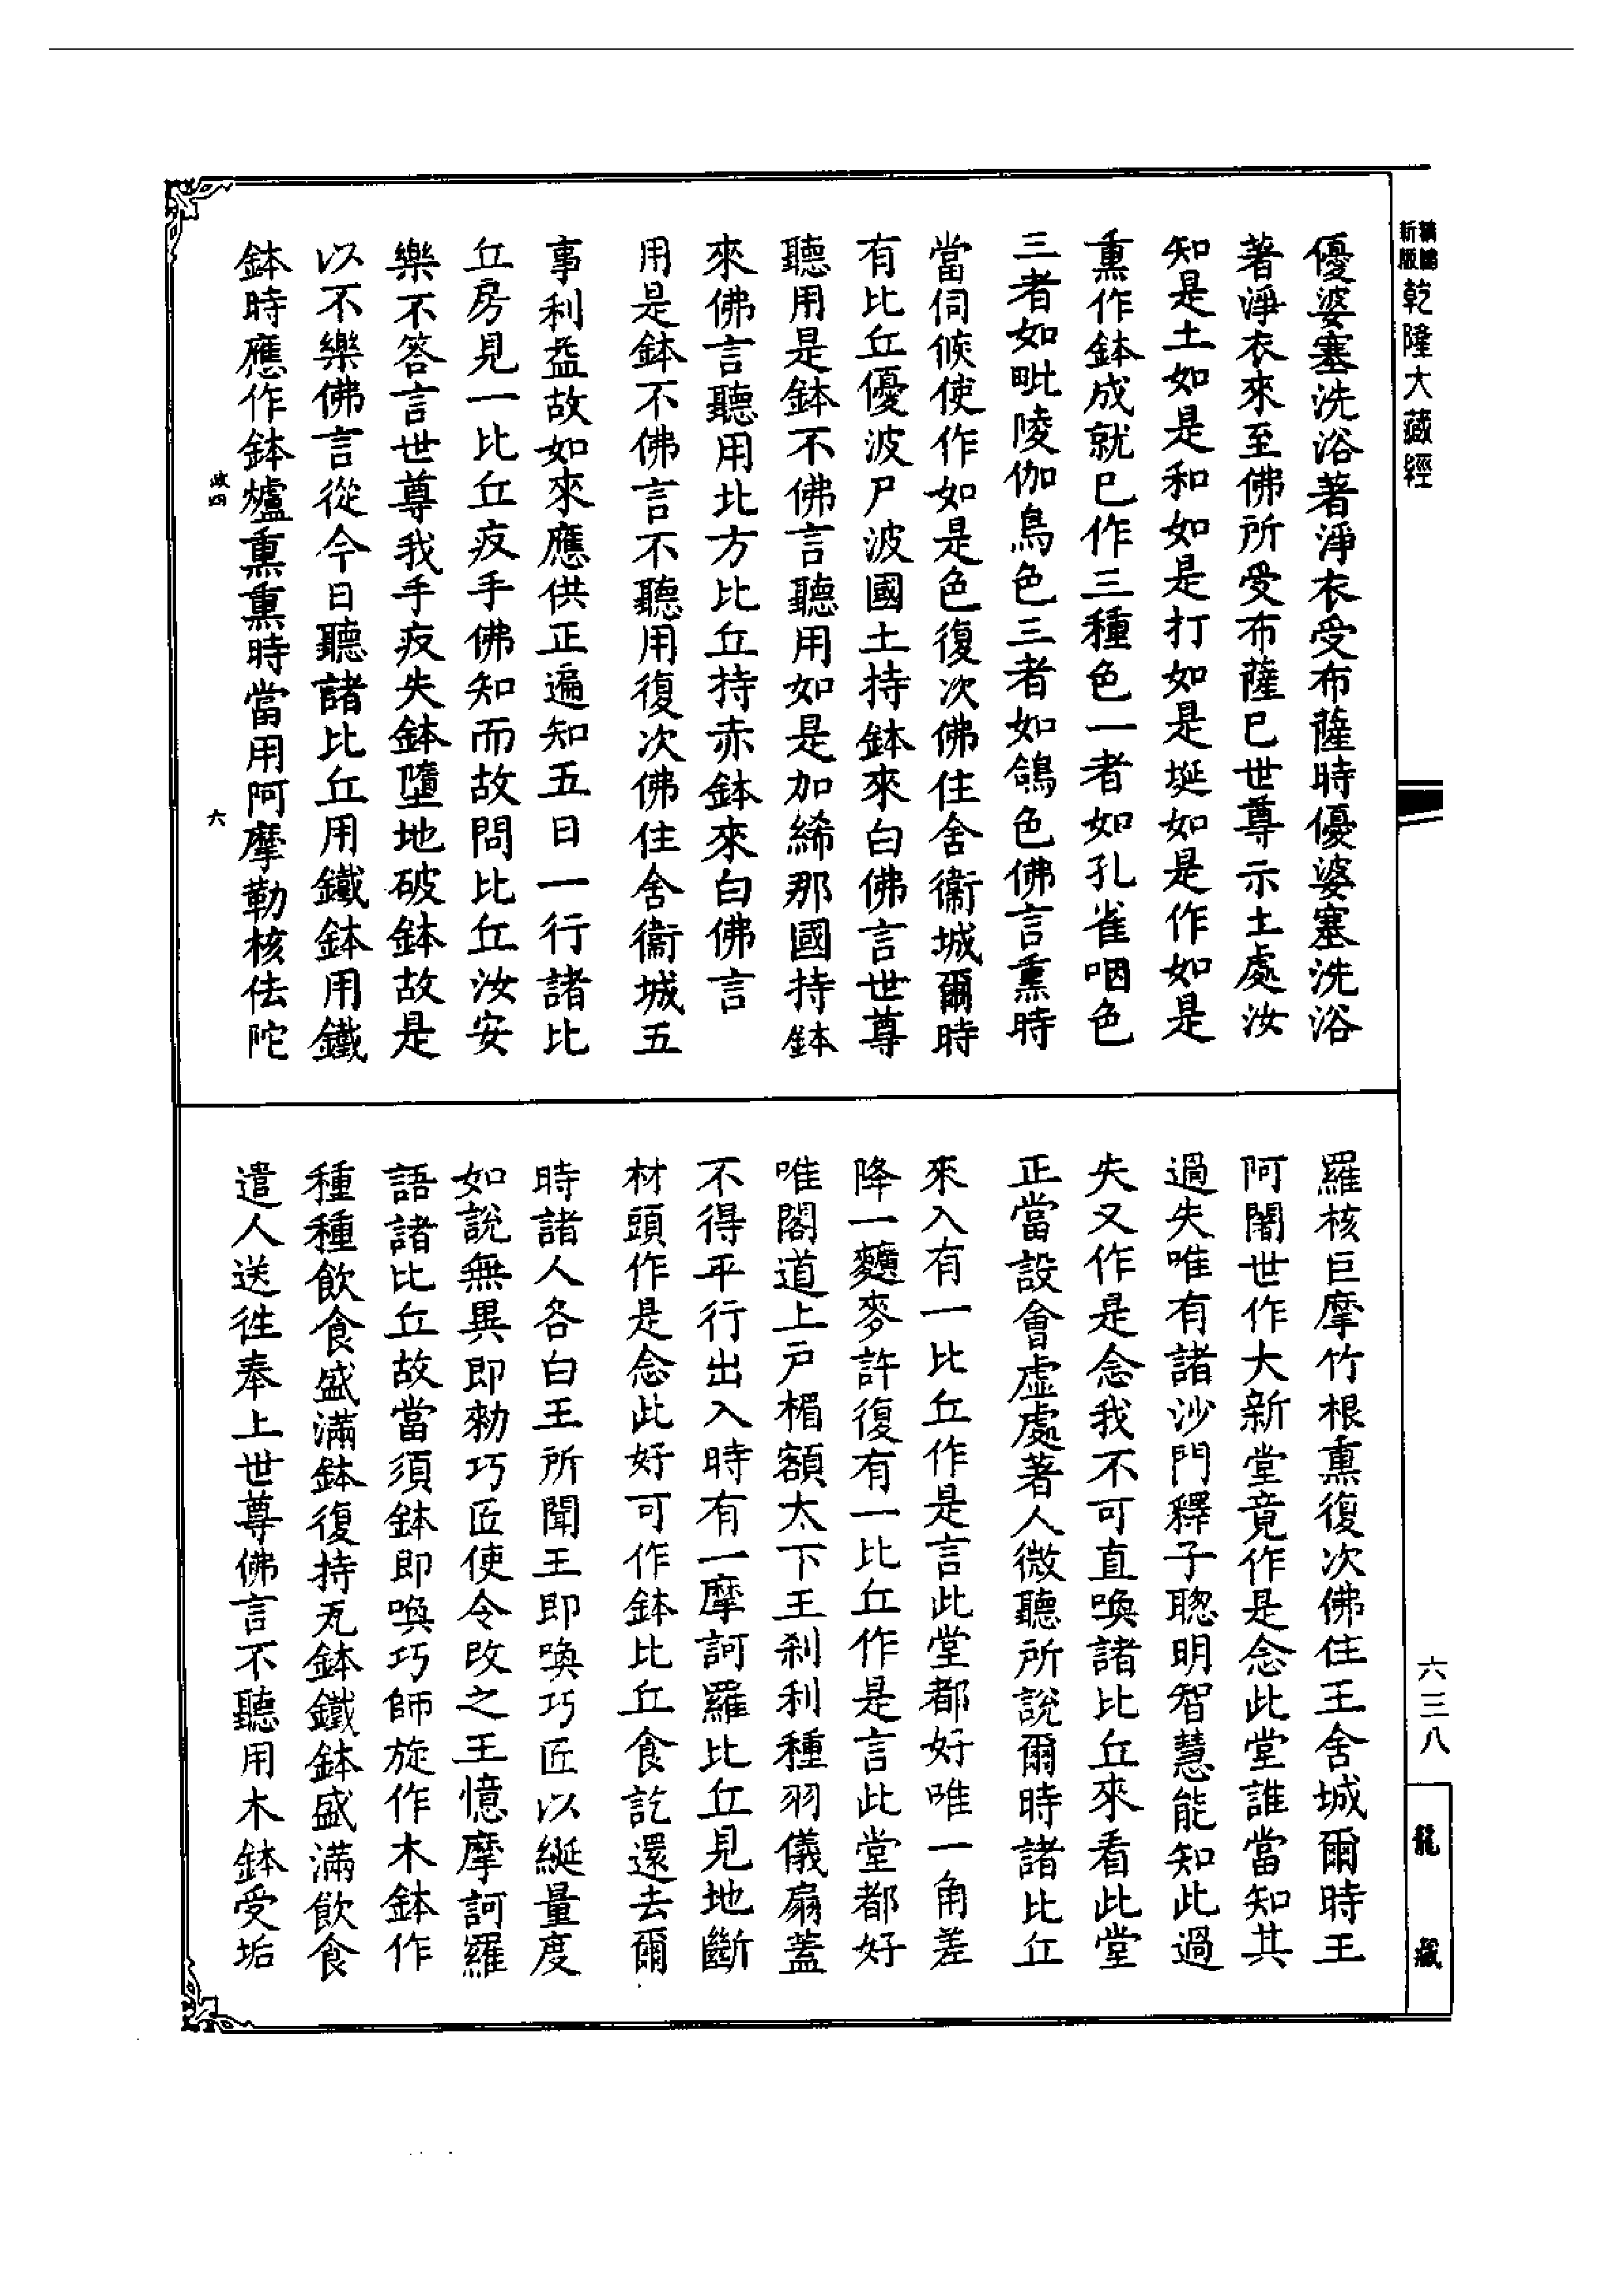 新版
乾隆大藏經
優婆塞洗浴著淨衣受布薩時優婆塞洗浴
著淨衣來至佛所受布薩已世尊示土處汝
知是土如是和如是打如是埏如是作如是
熏作鉢成就已作三種色一者如孔雀咽色
三者如毗陵伽鳥色三者如鴿色佛言熏時
當伺候使作如是色復次佛住舍衞城爾時
有比丘優波尸波國土持鉢來白佛言世尊
聽用是鉢不佛言聽用如是加絺那國持鉢
來佛言聽用北方比丘持赤鉢來白佛言
用是鉢不佛言不聽用復次佛住舍衞城五
事利益故如來應供正遍知五日一行諸比
丘房見一比丘疫手佛知而故問比丘汝安
樂不答言世尊我手疫失鉢墮地破鉢故是
以不樂佛言從今日聽諸比丘用鐵鉢用鐵
鉢時應作鉢爐熏熏時當用阿摩勒核佉陀
六
羅核巨摩竹根熏復次佛住王舍城爾時王
阿闍世作大新堂竟作是念此堂誰當知其
過失唯有諸沙門釋子聰明智慧能知此過
失又作是念我不可直喚諸比丘來看此堂
正當設會虛處著人微聽所說爾時諸比丘
來入有一比丘作是言此堂都好唯一角差
降一䴸麥許復有一比丘作是言此堂都好
唯閣道上戸楣額太下王刹利種羽儀扇蓋
不得平行出入時有一摩訶羅比丘見地斷
材頭作是念此好可作鉢比丘食訖還去爾
時諸人各白王所聞王即喚巧匠以綖量度
如說無異即勑巧匠使令改之王憶摩訶羅
語諸比丘故當須鉢即喚巧師旋作木鉢作
種種飲食盛滿鉢復持瓦鉢鐵鉢盛滿飲食
遣人送徃奉上世尊佛言不聽用木鉢受垢
六三八
龍藏